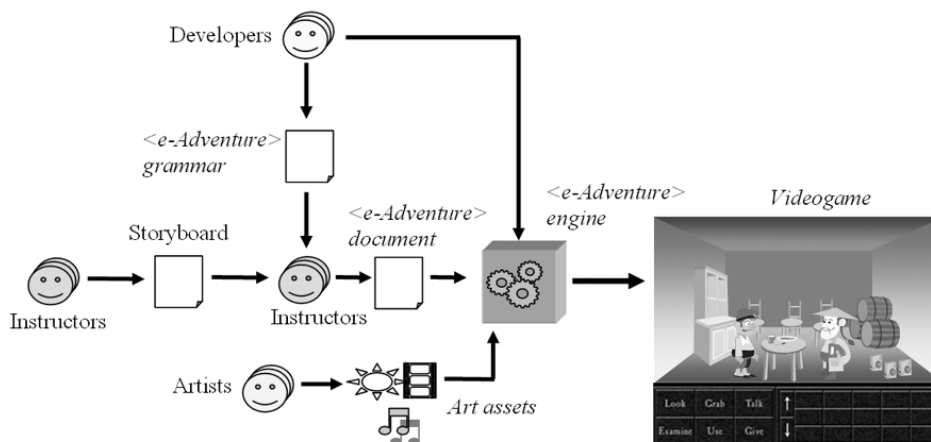 Developers
<e-Adventure>
grammar
<e-Adventure>
engine
Videogame
Storyboard
<e-Adventure>
document
Instructors
Instructors
Artists
Art assets
Look Grab Talk
Examine Use Give